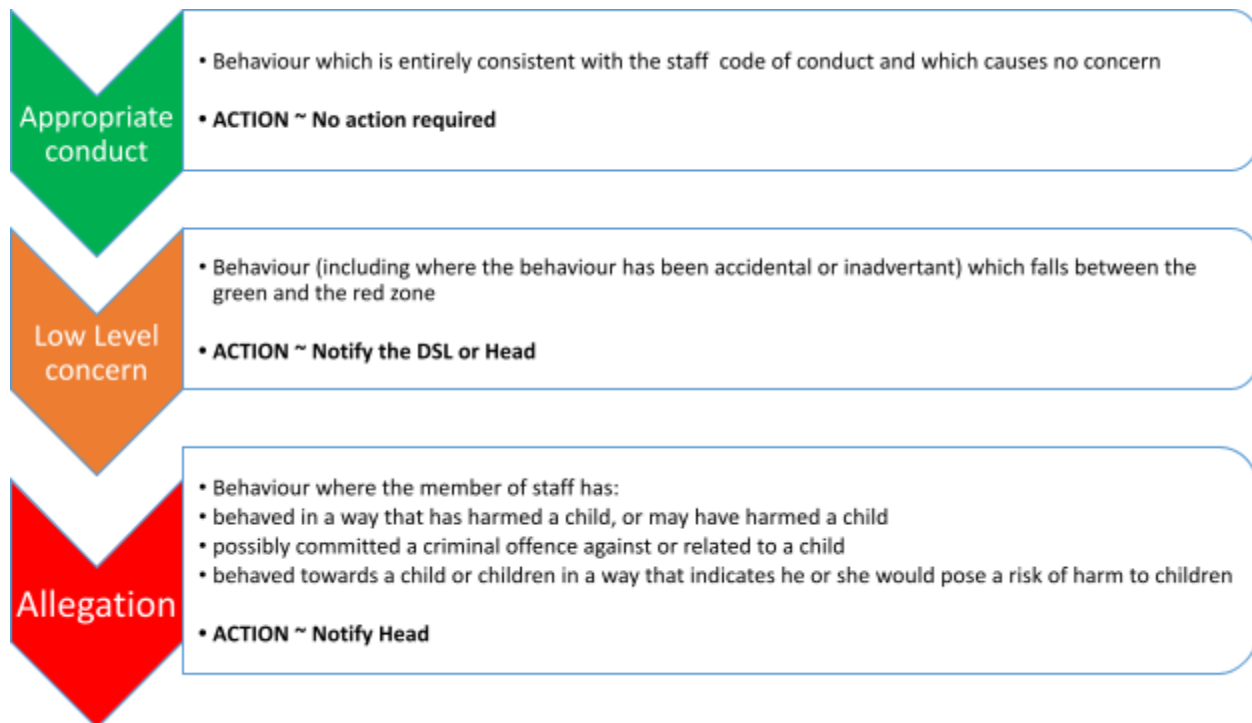 Appropriate
conduct
• Behaviour which is entirely consistent with the staff code of conduct and which causes no concern
• ACTION ~ No action required
Low Level
concern
• Behaviour (including where the behaviour has been accidental or inadvertant) which falls between the
green and the red zone
• ACTION ~ Notify the DSL or Head
Allegation
• Behaviour where the member of staff has:
• behaved in a way that has harmed a child, or may have harmed a child
• possibly committed a criminal offence against or related to a child
• behaved towards a child or children in a way that indicates he or she would pose a risk of harm to children
• ACTION ~ Notify Head